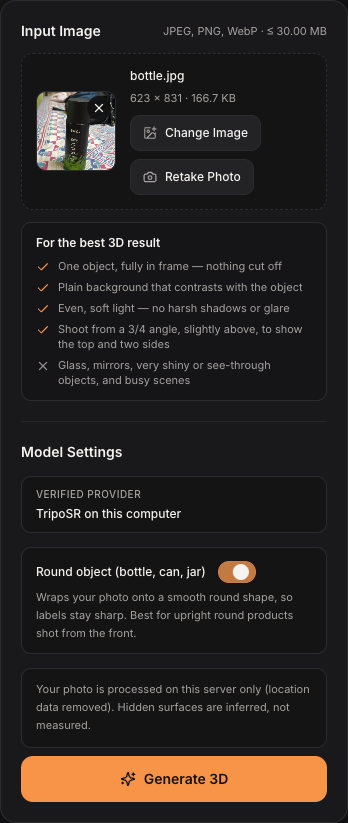 Input Image
JPEG, PNG, WebP · ≤ 30.00 MB
bottle.jpg
623 × 831 · 166.7 KB
Change Image
Retake Photo
For the best 3D result
One object, fully in frame — nothing cut off
Plain background that contrasts with the object
Even, soft light — no harsh shadows or glare
Shoot from a 3/4 angle, slightly above, to show
the top and two sides
Glass, mirrors, very shiny or see-through
objects, and busy scenes
Model Settings
VERIFIED PROVIDER
TripoSR on this computer
Round object (bottle, can, jar)
Wraps your photo onto a smooth round shape, so
labels stay sharp. Best for upright round products
shot from the front.
Your photo is processed on this server only (location
data removed). Hidden surfaces are inferred, not
measured.
Generate 3D